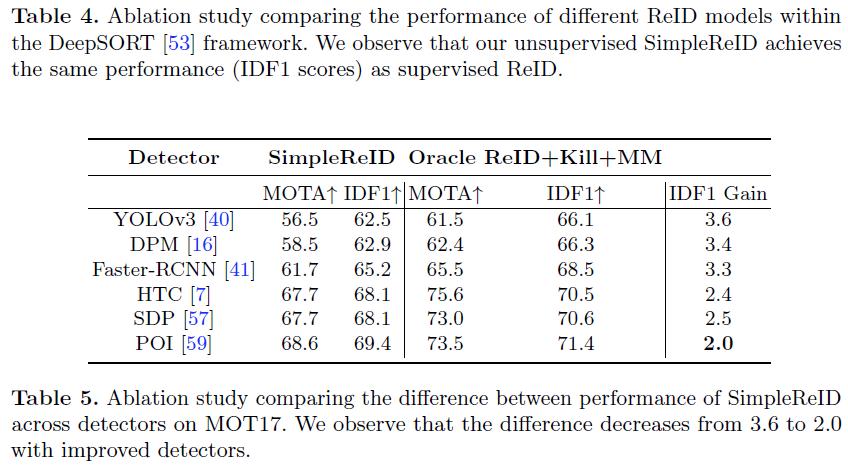 Table 4. Ablation study comparing the performance of different ReID models within
the DeepSORT [53] framework. We observe that our unsupervised SimpleReID achieves
the same performance (IDF1 scores) as supervised ReID.
Detector SimpleReID Oracle ReID+Kill+MM
MOTA↑ IDF1↑ MOTA↑ IDF1↑ IDF1 Gain
YOLOv3 [40] 56.5 62.5 61.5 66.1 3.6
DPM [16] 58.5 62.9 62.4 66.3 3.4
Faster-RCNN [41] 61.7 65.2 65.5 68.5 3.3
HTC [7] 67.7 68.1 75.6 70.5 2.4
SDP [57] 67.7 68.1 73.0 70.6 2.5
POI [59] 68.6 69.4 73.5 71.4 2.0
Table 5. Ablation study comparing the difference between performance of SimpleReID
across detectors on MOT17. We observe that the difference decreases from 3.6 to 2.0
with improved detectors.